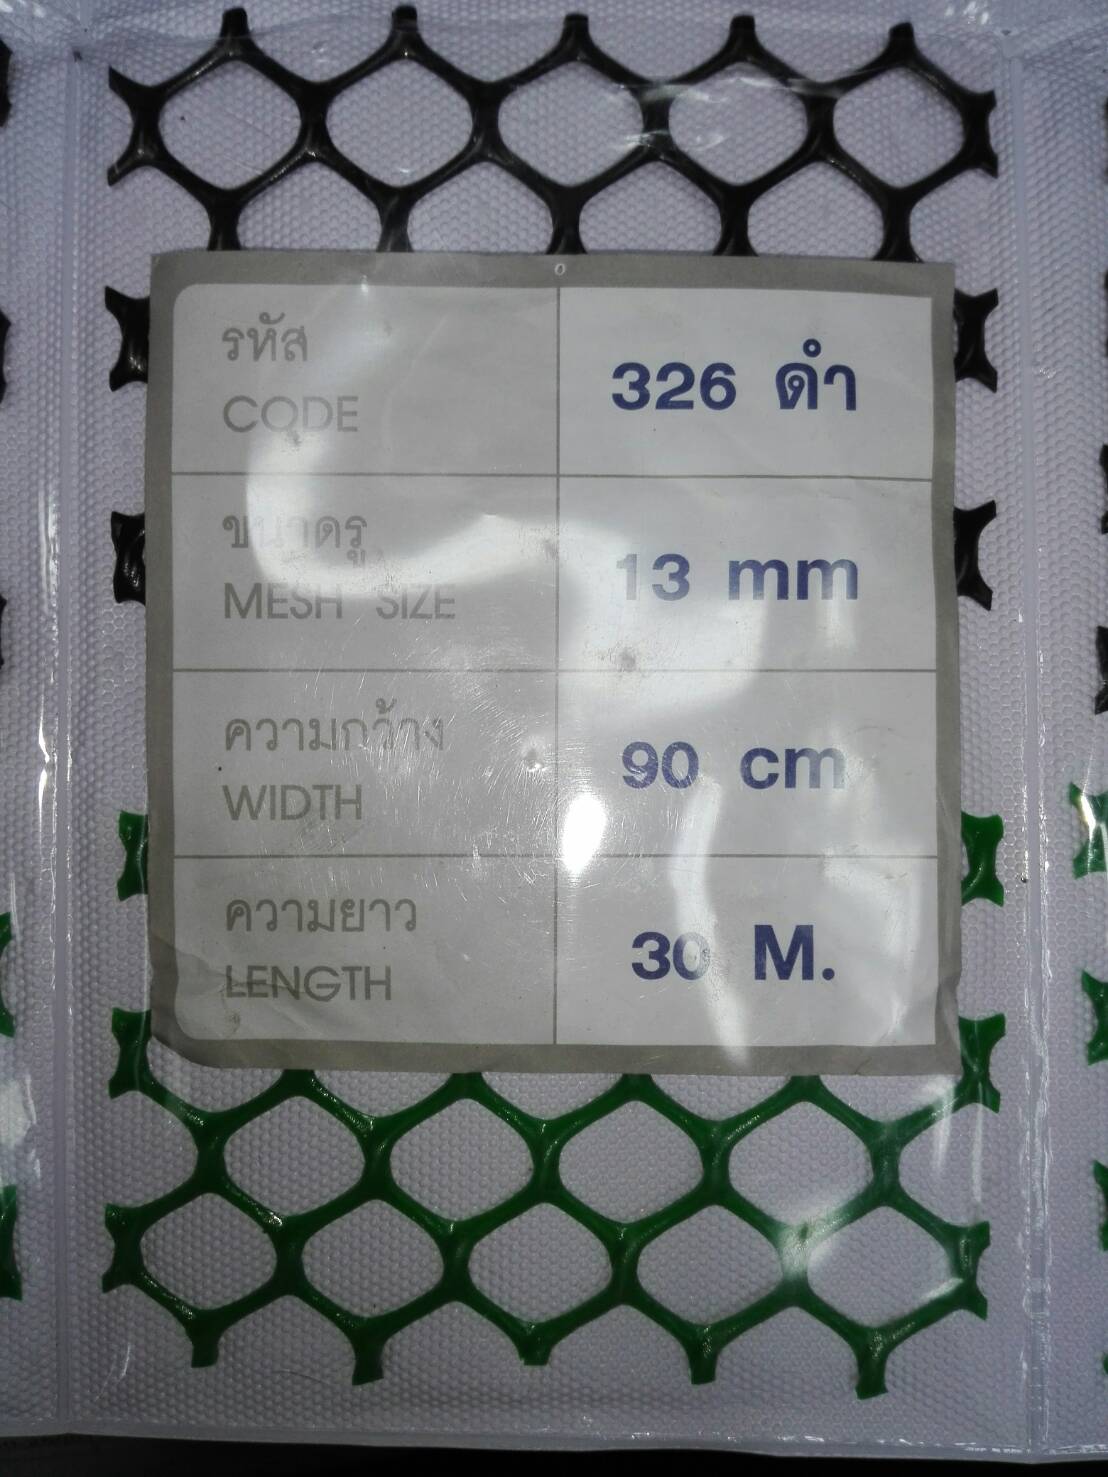 รหัส
CODE
326 ดำ
ขนาดรู
MESH SIZE
13 mm
ความกว้าง
WIDTH
90 cm
ความยาว
LENGTH
30 M.